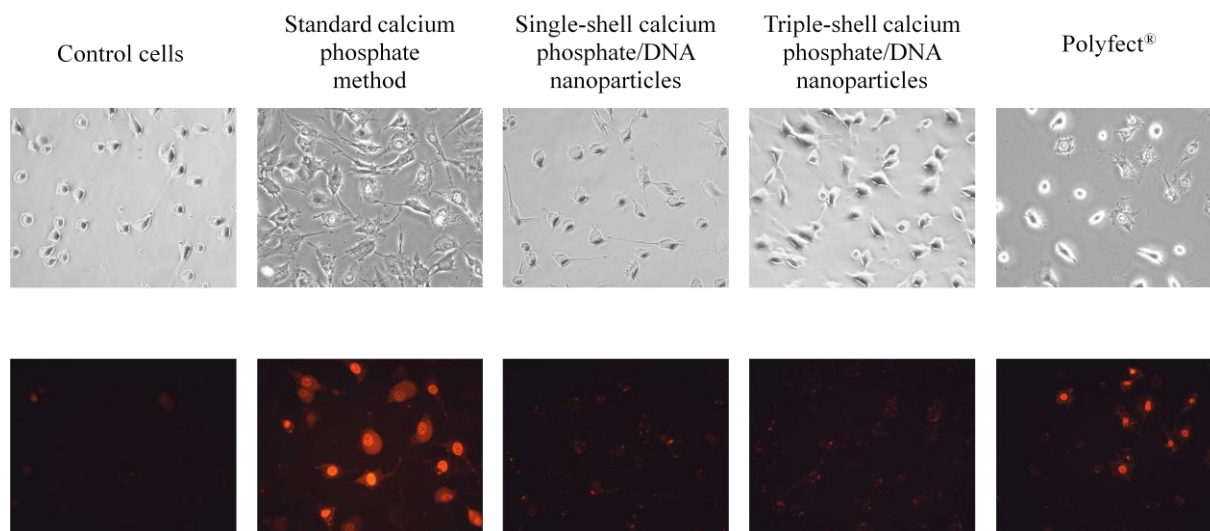 Control cells
Standard calcium
phosphate
method
Single-shell calcium
phosphate/DNA
nanoparticles
Triple-shell calcium
phosphate/DNA
nanoparticles
Polyfect®